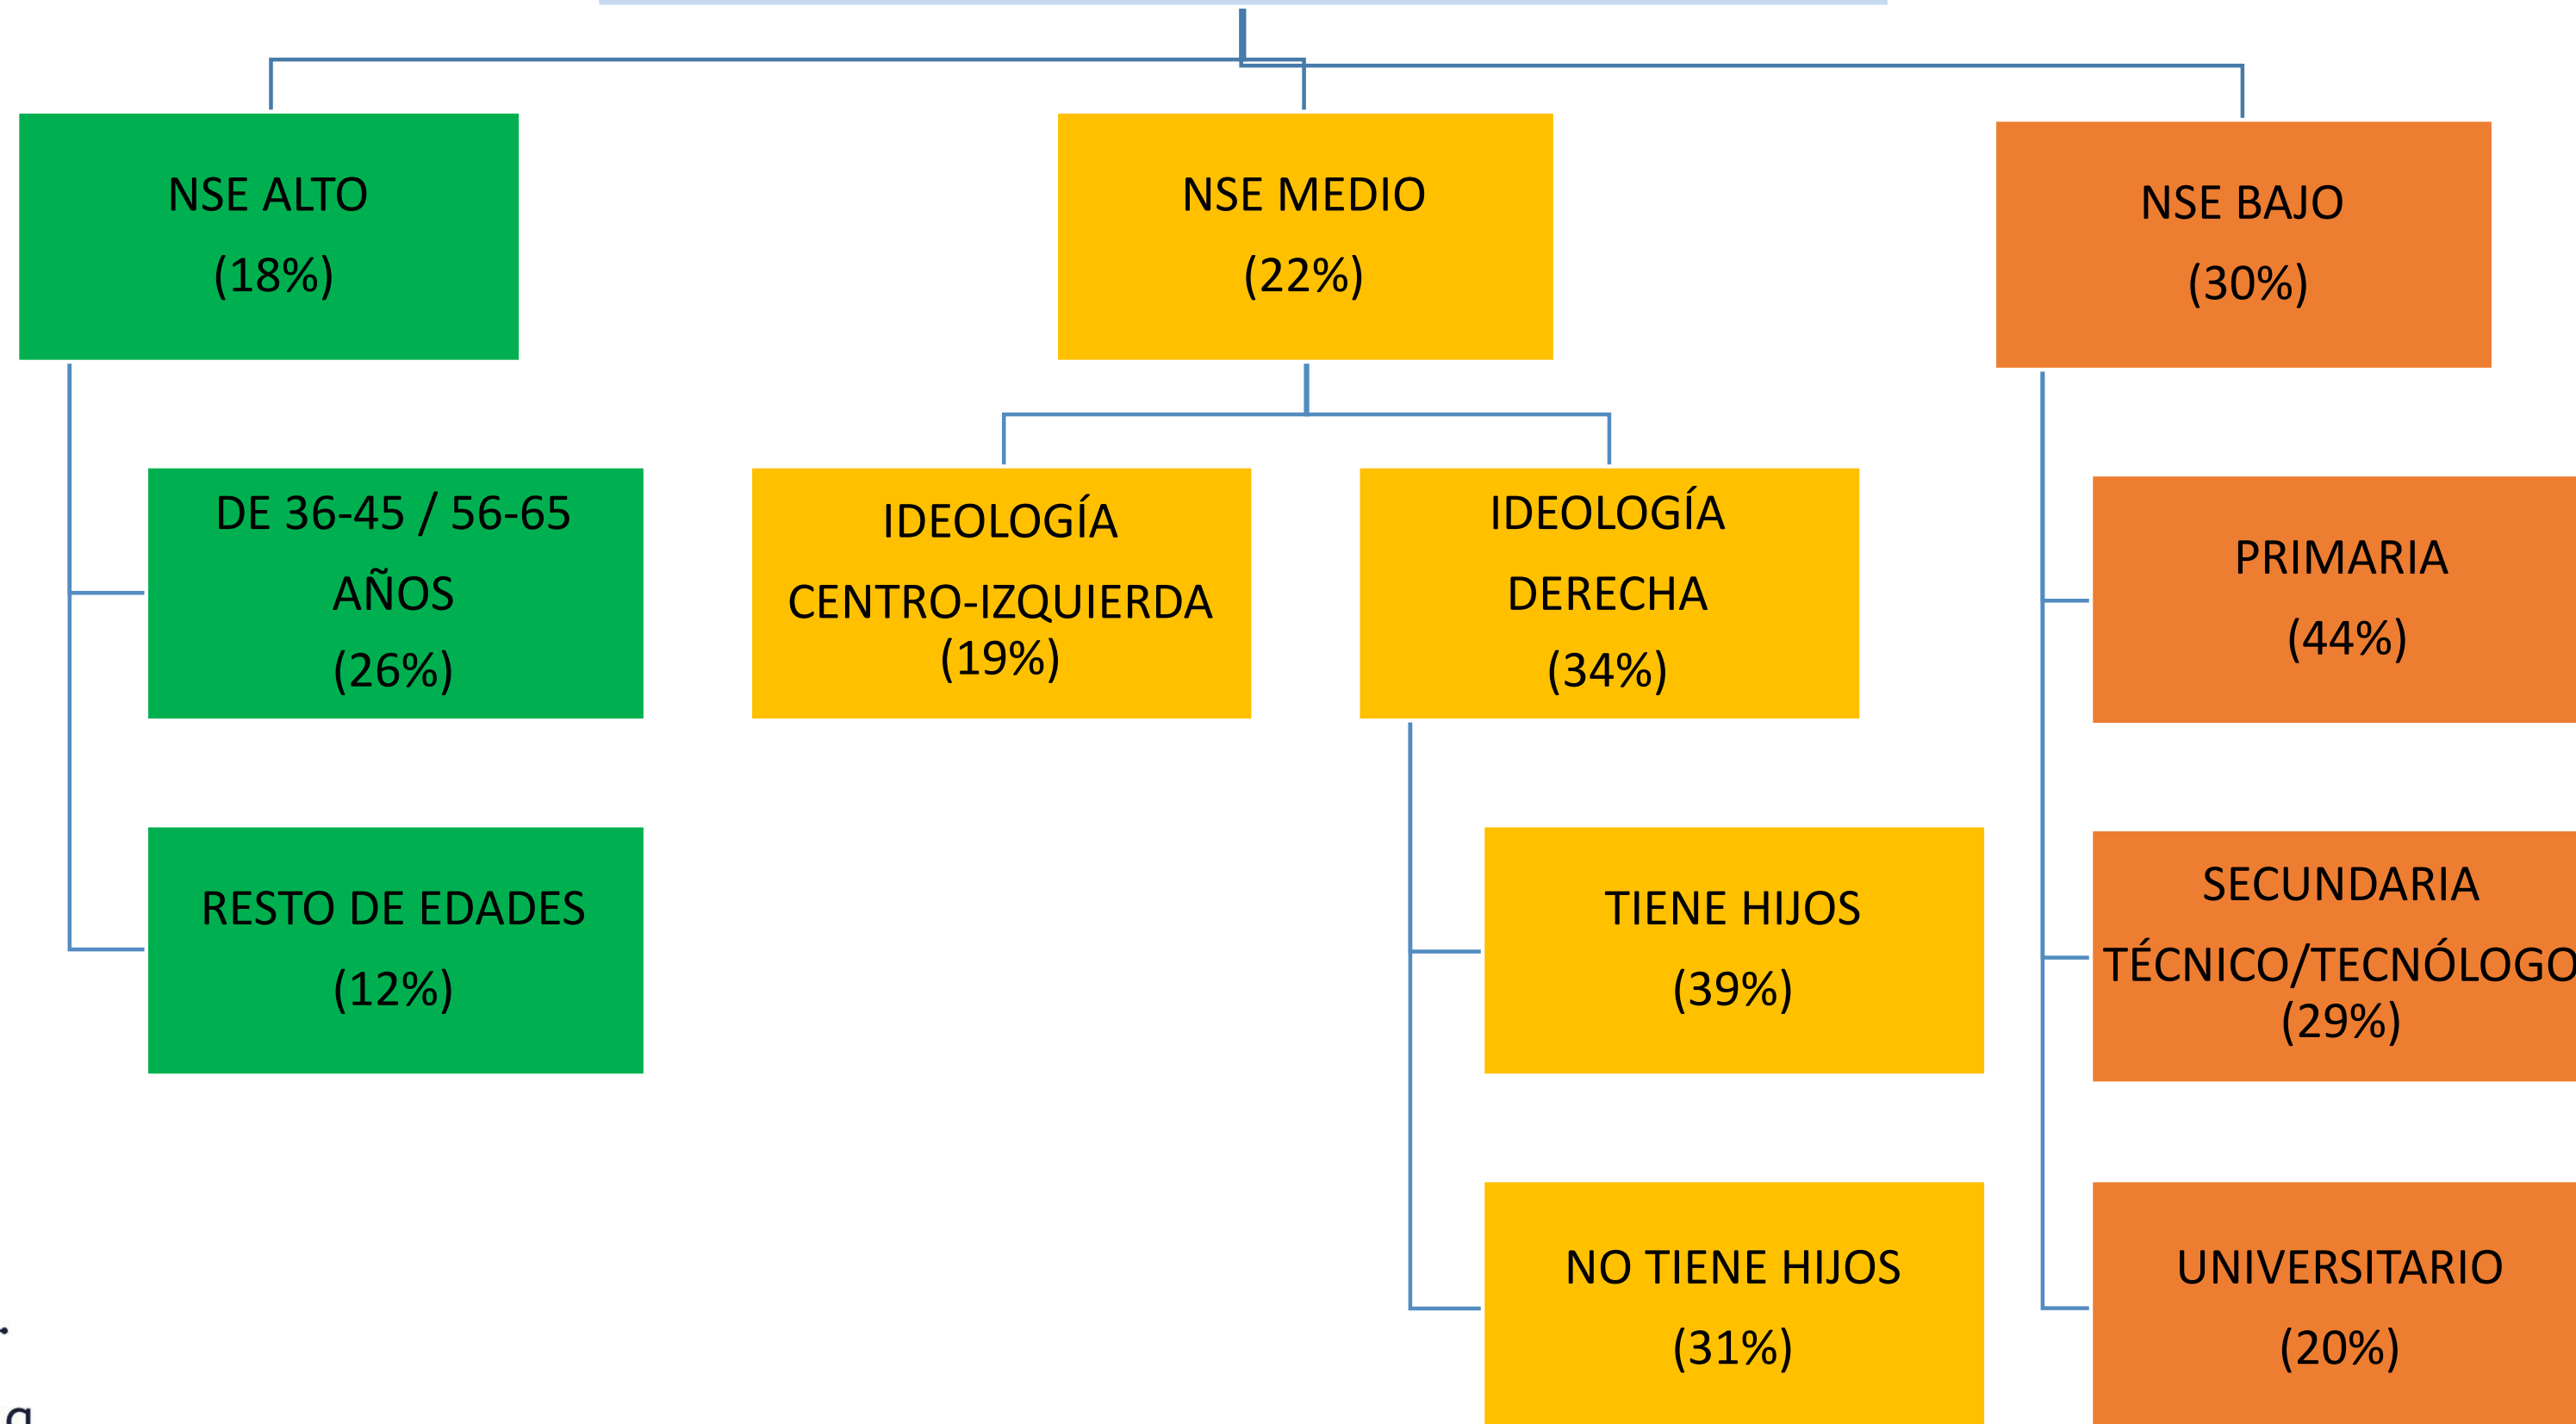 NSE ALTO
(18%)
NSE MEDIO
(22%)
NSE BAJO
(30%)
DE 36-45 / 56-65
AÑOS
(26%)
IDEOLOGÍA
CENTRO-IZQUIERDA
(19%)
IDEOLOGÍA
DERECHA
(34%)
PRIMARIA
(44%)
RESTO DE EDADES
(12%)
TIENE HIJOS
(39%)
SECUNDARIA
TÉCNICO/TECNÓLOGO
(29%)
NO TIENE HIJOS
(31%)
UNIVERSITARIO
(20%)